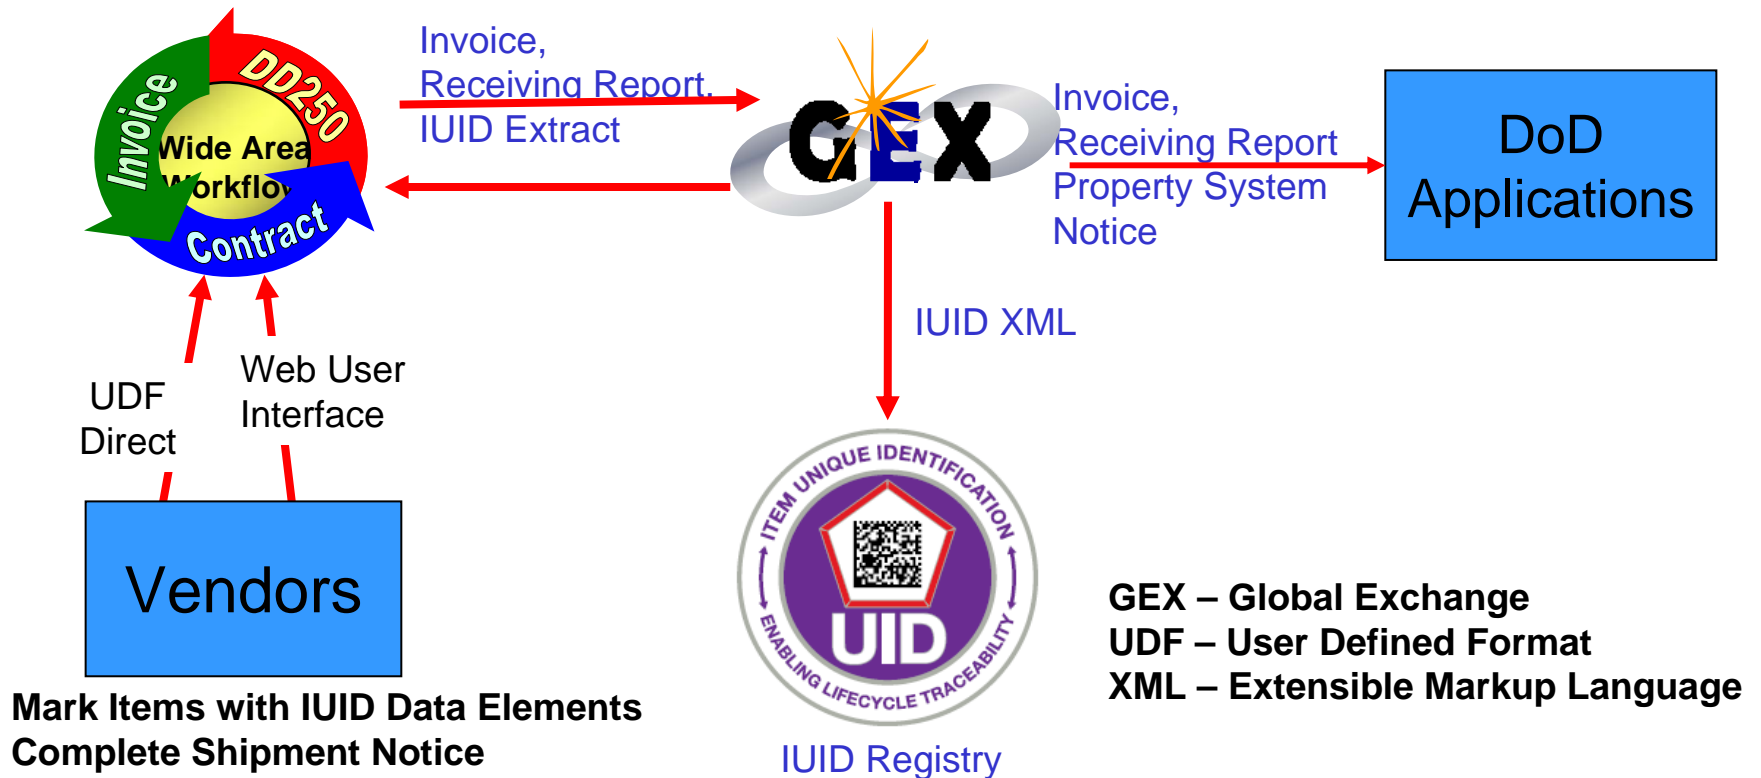 Invoice
DD250
Contract
Wide Area
Workflow
Invoice,
Receiving Report,
IUID Extract
GEX
Invoice,
Receiving Report
Property System
Notice
DoD
Applications
IUID XML
UDF
Direct
Web User
Interface
Vendors
Mark Items with IUID Data Elements
Complete Shipment Notice
ITEM UNIQUE IDENTIFICATION
UID
ENABLING LIFECYCLE TRACEABILITY
IUID Registry
GEX – Global Exchange
UDF – User Defined Format
XML – Extensible Markup Language